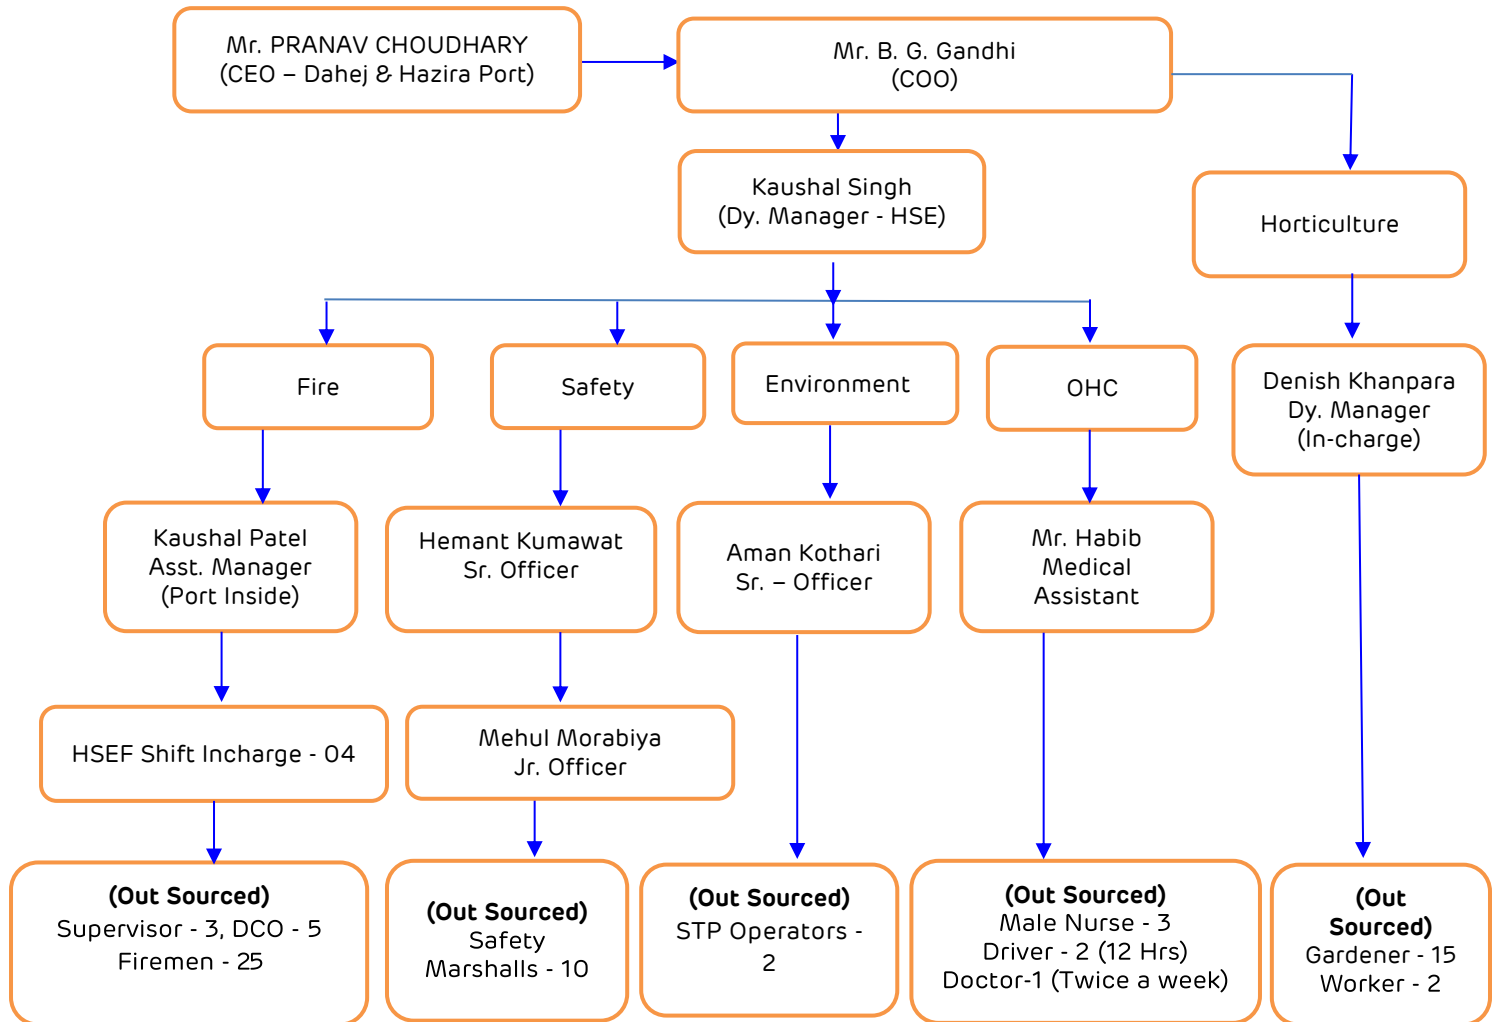 Mr. PRANAV CHOUDHARY
(CEO – Dahej & Hazira Port)
Mr. B. G. Gandhi
(COO)
Kaushal Singh
(Dy. Manager - HSE)
Horticulture
Fire
Safety
Environment
OHC
Denish Khanpara
Dy. Manager
(In-charge)
Kaushal Patel
Asst. Manager
(Port Inside)
Hemant Kumawat
Sr. Officer
Aman Kothari
Sr. – Officer
Mr. Habib
Medical
Assistant
HSEF Shift Incharge - 04
Mehul Morabiya
Jr. Officer
(Out Sourced)
Supervisor - 3, DCO - 5
Firemen - 25
(Out Sourced)
Safety
Marshalls - 10
(Out Sourced)
STP Operators -
2
(Out Sourced)
Male Nurse - 3
Driver - 2 (12 Hrs)
Doctor-1 (Twice a week)
(Out
Sourced)
Gardener - 15
Worker - 2